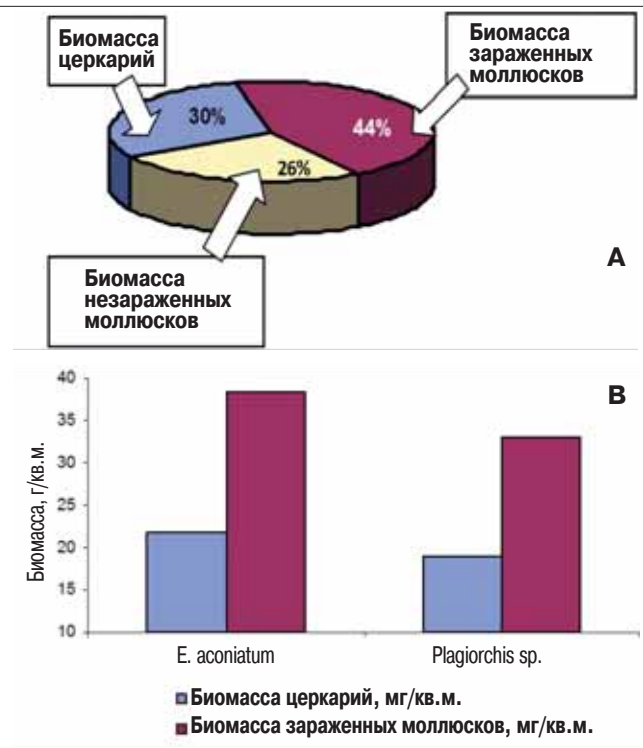 Биомасса
церкарий
Биомасса
зараженных
моллюсков
30%
44%
26%
Биомасса
незараженных
моллюсков
А
В
Биомасса, г/кв.м.
40
35
30
25
20
15
10
E. aconiatum
Plagiorchis sp.
Биомасса церкарий, мг/кв.м.
Биомасса зараженных моллюсков, мг/кв.м.